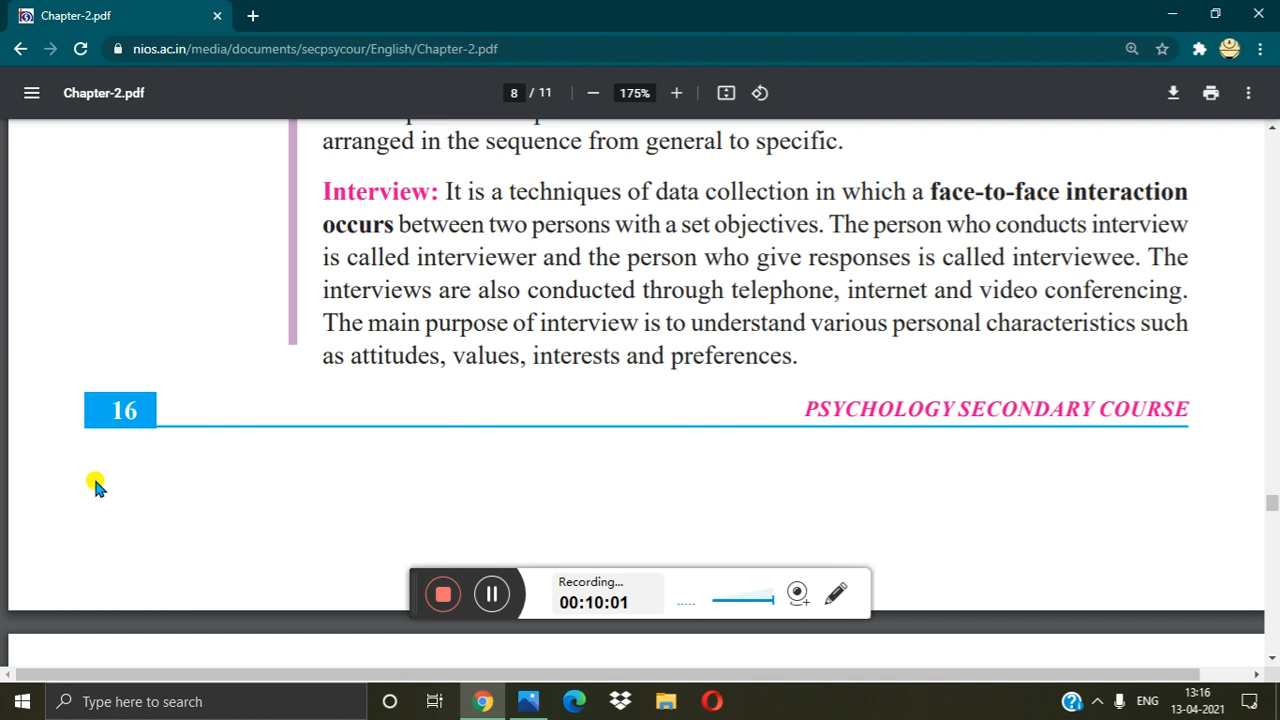 Chapter-2.pdf
nios.ac.in/media/documents/secpsycour/English/Chapter-2.pdf
Chapter-2.pdf
8 / 11
175%
arranged in the sequence from general to specific.
Interview: It is a techniques of data collection in which a face-to-face interaction
occurs between two persons with a set objectives. The person who conducts interview
is called interviewer and the person who give responses is called interviewee. The
interviews are also conducted through telephone, internet and video conferencing.
The main purpose of interview is to understand various personal characteristics such
as attitudes, values, interests and preferences.
16
PSYCHOLOGY SECONDARY COURSE
Recording...
00:10:01
Type here to search
ENG
13:16
13-04-2021